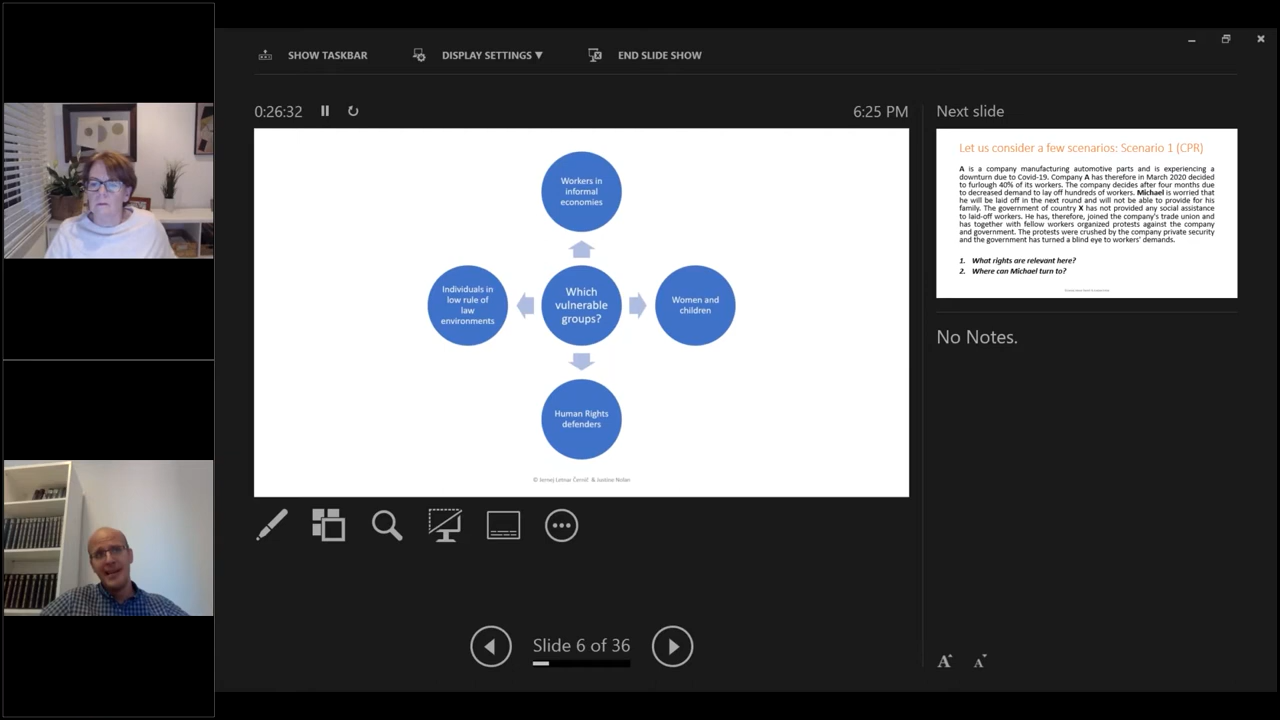 SHOW TASKBAR
DISPLAY SETTINGS ▼
END SLIDE SHOW
0:26:32
6:25 PM
Workers in
informal
economies
Individuals in
low rule of
law
environments
Which
vulnerable
groups?
Women and
children
Human Rights
defenders
© Jernej Letnar Černič & Justine Nolan
Slide 6 of 36
Next slide
Let us consider a few scenarios: Scenario 1 (CPR)
A is a company manufacturing automotive parts and is experiencing a
downturn due to Covid-19. Company A has therefore in March 2020 decided
to furlough 40% of its workers. The company decides after four months due
to decreased demand to lay off hundreds of workers. Michael is worried that
he will be laid off in the next round and will not be able to provide for his
family. The government of country X has not provided any social assistance
to laid-off workers. He has, therefore, joined the company's trade union and
has together with fellow workers organized protests against the company
and government. The protests were crushed by the company private security
and the government has turned a blind eye to workers' demands.
1. What rights are relevant here?
2. Where can Michael turn to?
No Notes.
A A